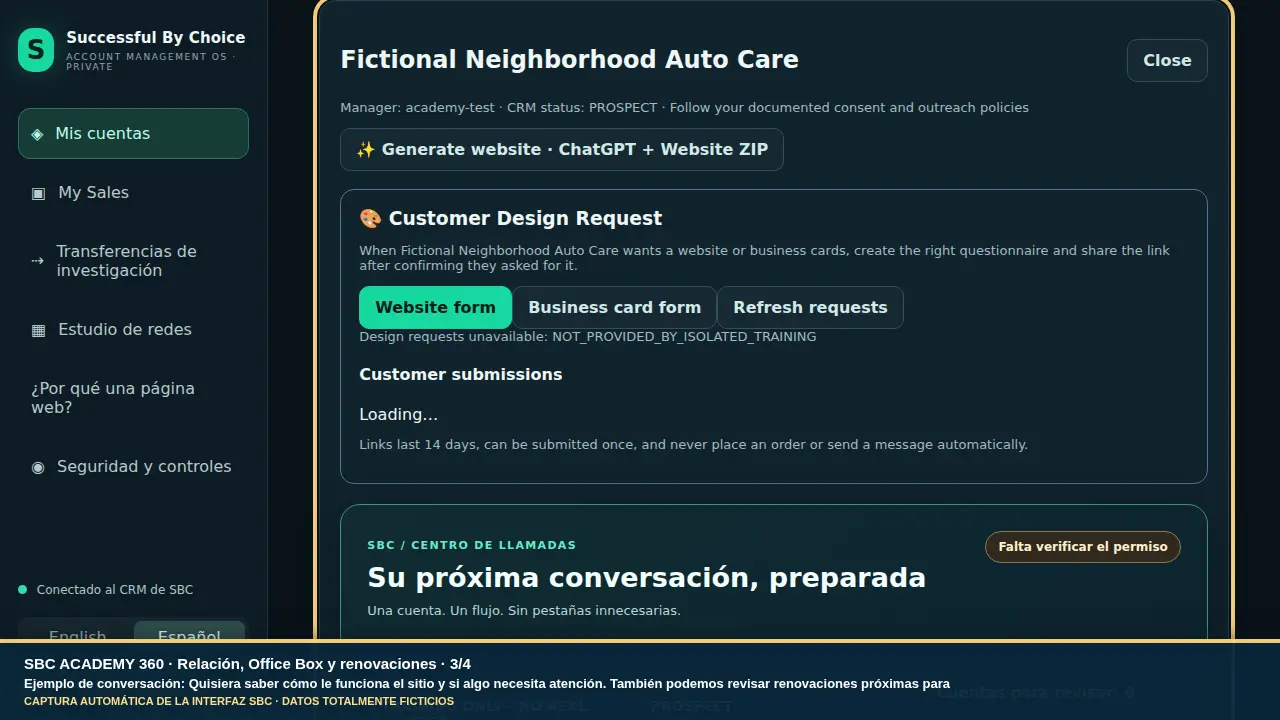 S
Successful By Choice
ACCOUNT MANAGEMENT OS ·
PRIVATE
Mis cuentas
My Sales
Transferencias de
investigación
Estudio de redes
¿Por qué una página
web?
Seguridad y controles
Conectado al CRM de SBC
English
Español
Fictional Neighborhood Auto Care
Close
Manager: academy-test · CRM status: PROSPECT · Follow your documented consent and outreach policies
✨ Generate website · ChatGPT + Website ZIP
🎨 Customer Design Request
When Fictional Neighborhood Auto Care wants a website or business cards, create the right questionnaire and share the link
after confirming they asked for it.
Website form
Business card form
Refresh requests
Design requests unavailable: NOT_PROVIDED_BY_ISOLATED_TRAINING
Customer submissions
Loading…
Links last 14 days, can be submitted once, and never place an order or send a message automatically.
SBC / CENTRO DE LLAMADAS
Falta verificar el permiso
Su próxima conversación, preparada
Una cuenta. Un flujo. Sin pestañas innecesarias.
SBC ACADEMY 360 · Relación, Office Box y renovaciones · 3/4
Ejemplo de conversación: Quisiera saber cómo le funciona el sitio y si algo necesita atención. También podemos revisar renovaciones próximas para
CAPTURA AUTOMÁTICA DE LA INTERFAZ SBC · DATOS TOTALMENTE FICTICIOS
PROSPECT